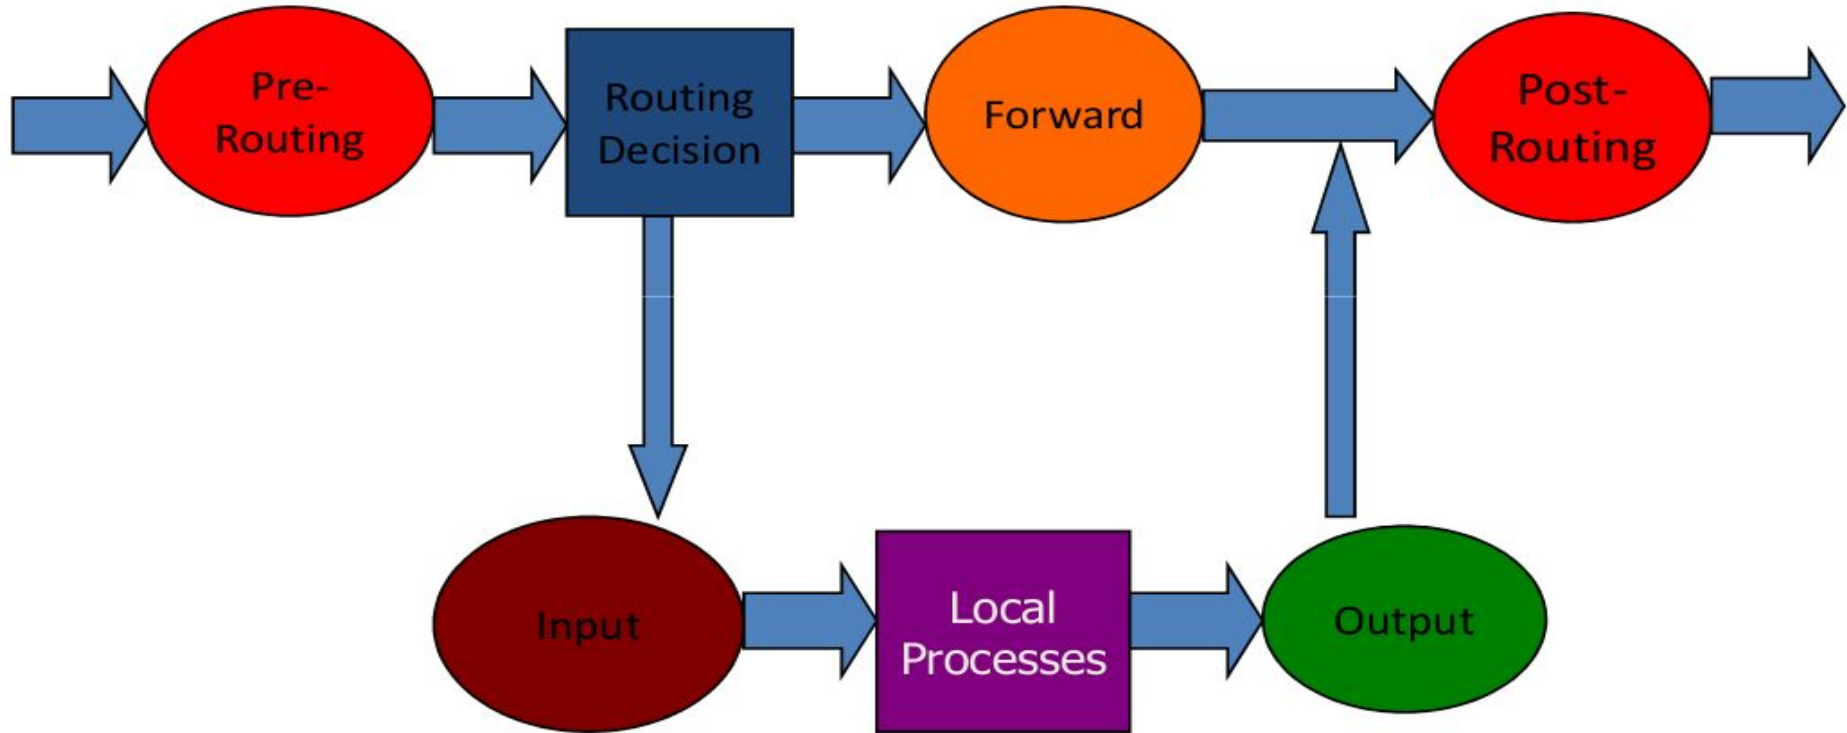 Pre-
Routing
Routing
Decision
Forward
Post-
Routing
Input
Local
Processes
Output